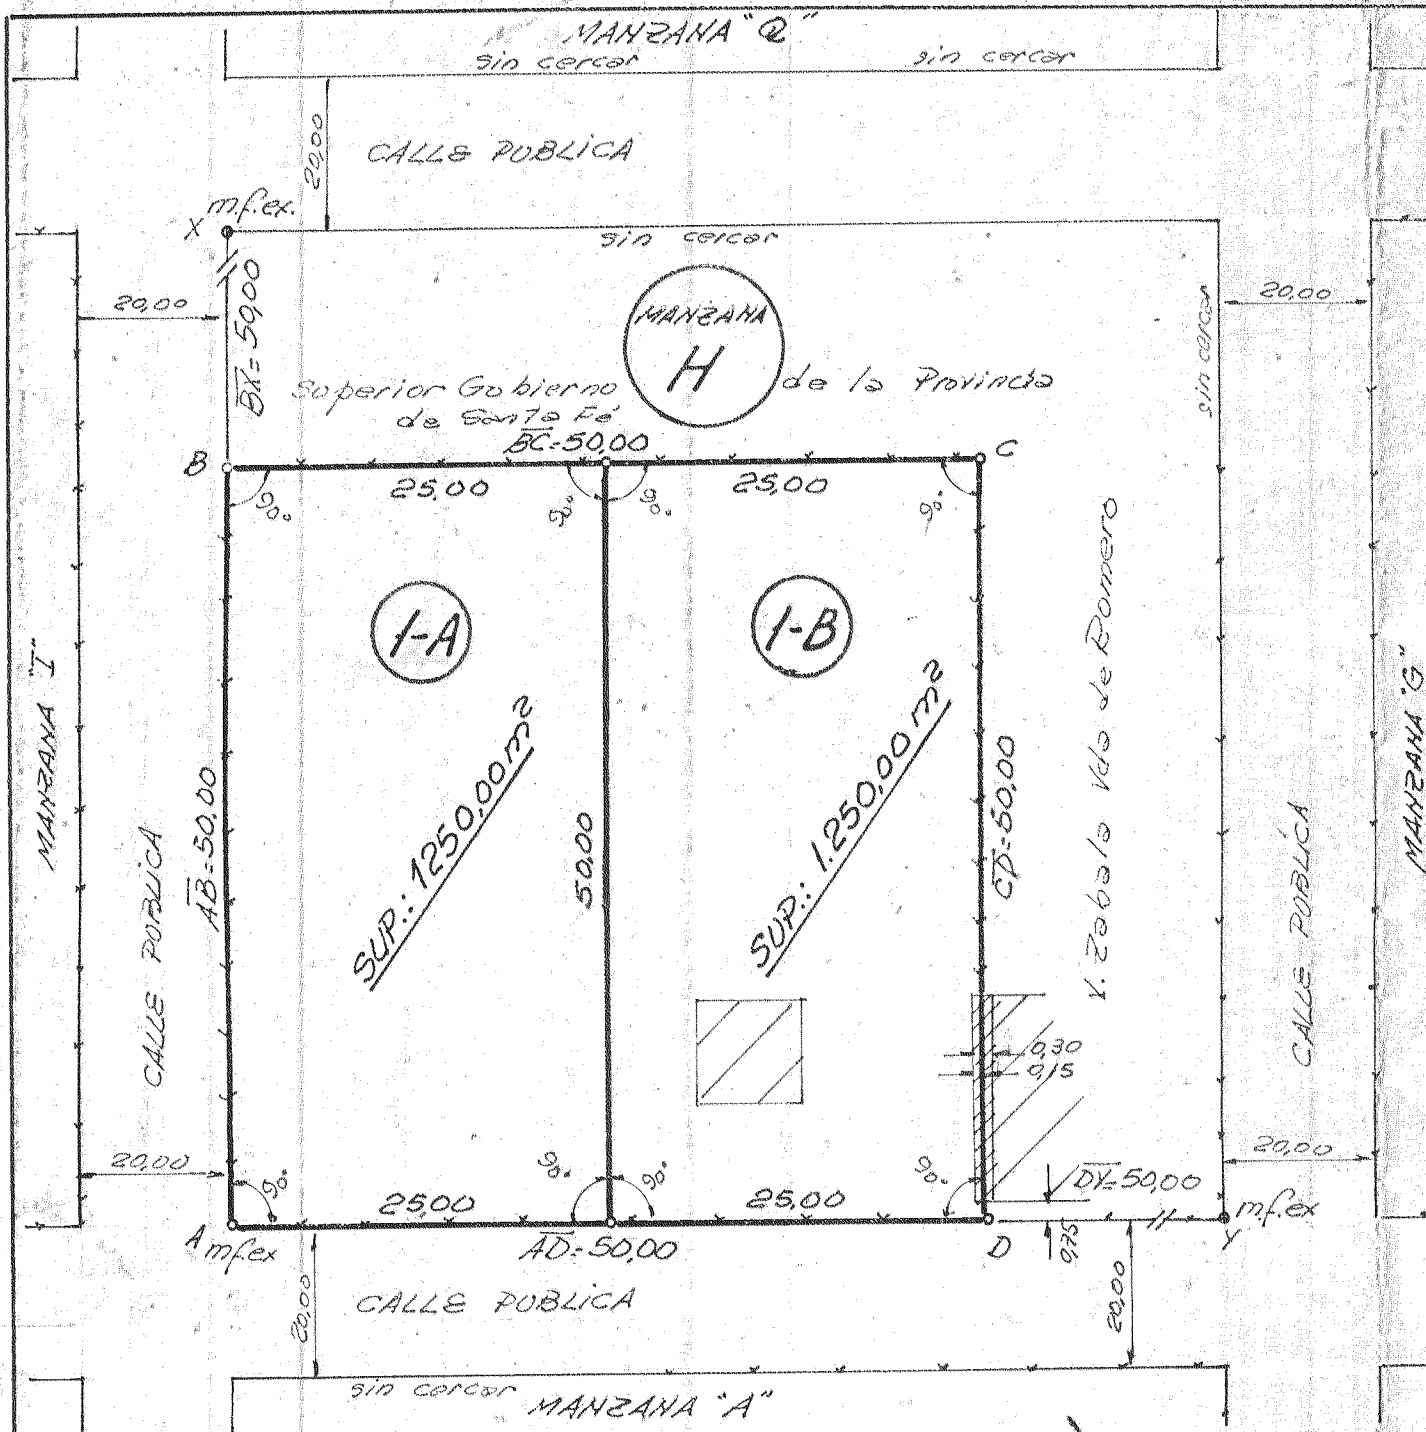 MANZANA "Q"
sin cercar
sin cercar
20,00
CALLE PUBLICA
X
m.f.ex.
sin cercar
20,00
BX=50,00
MANZANA
H
sin cercar
20,00
Superior Gobierno
de la Provincia
de Santa Fé
BC=50,00
B
C
25,00
25,00
90°
90°
90°
90°
1-A
1-B
V. Zabala Vda de Romero
MANZANA "I"
MANZANA "G"
AB=50,00
SUP.: 1250,00m²
50,00
SUP.: 1.250,00 m²
CD=50,00
CALLE PUBLICA
CALLE PÚBLICA
0,30
0,15
20,00
90°
90°
90°
90°
20,00
25,00
25,00
DY=50,00
A
m.f.ex
AD=50,00
D
0,75
Y
m.f.ex
20,00
CALLE PUBLICA
20,00
sin cercar
MANZANA "A"